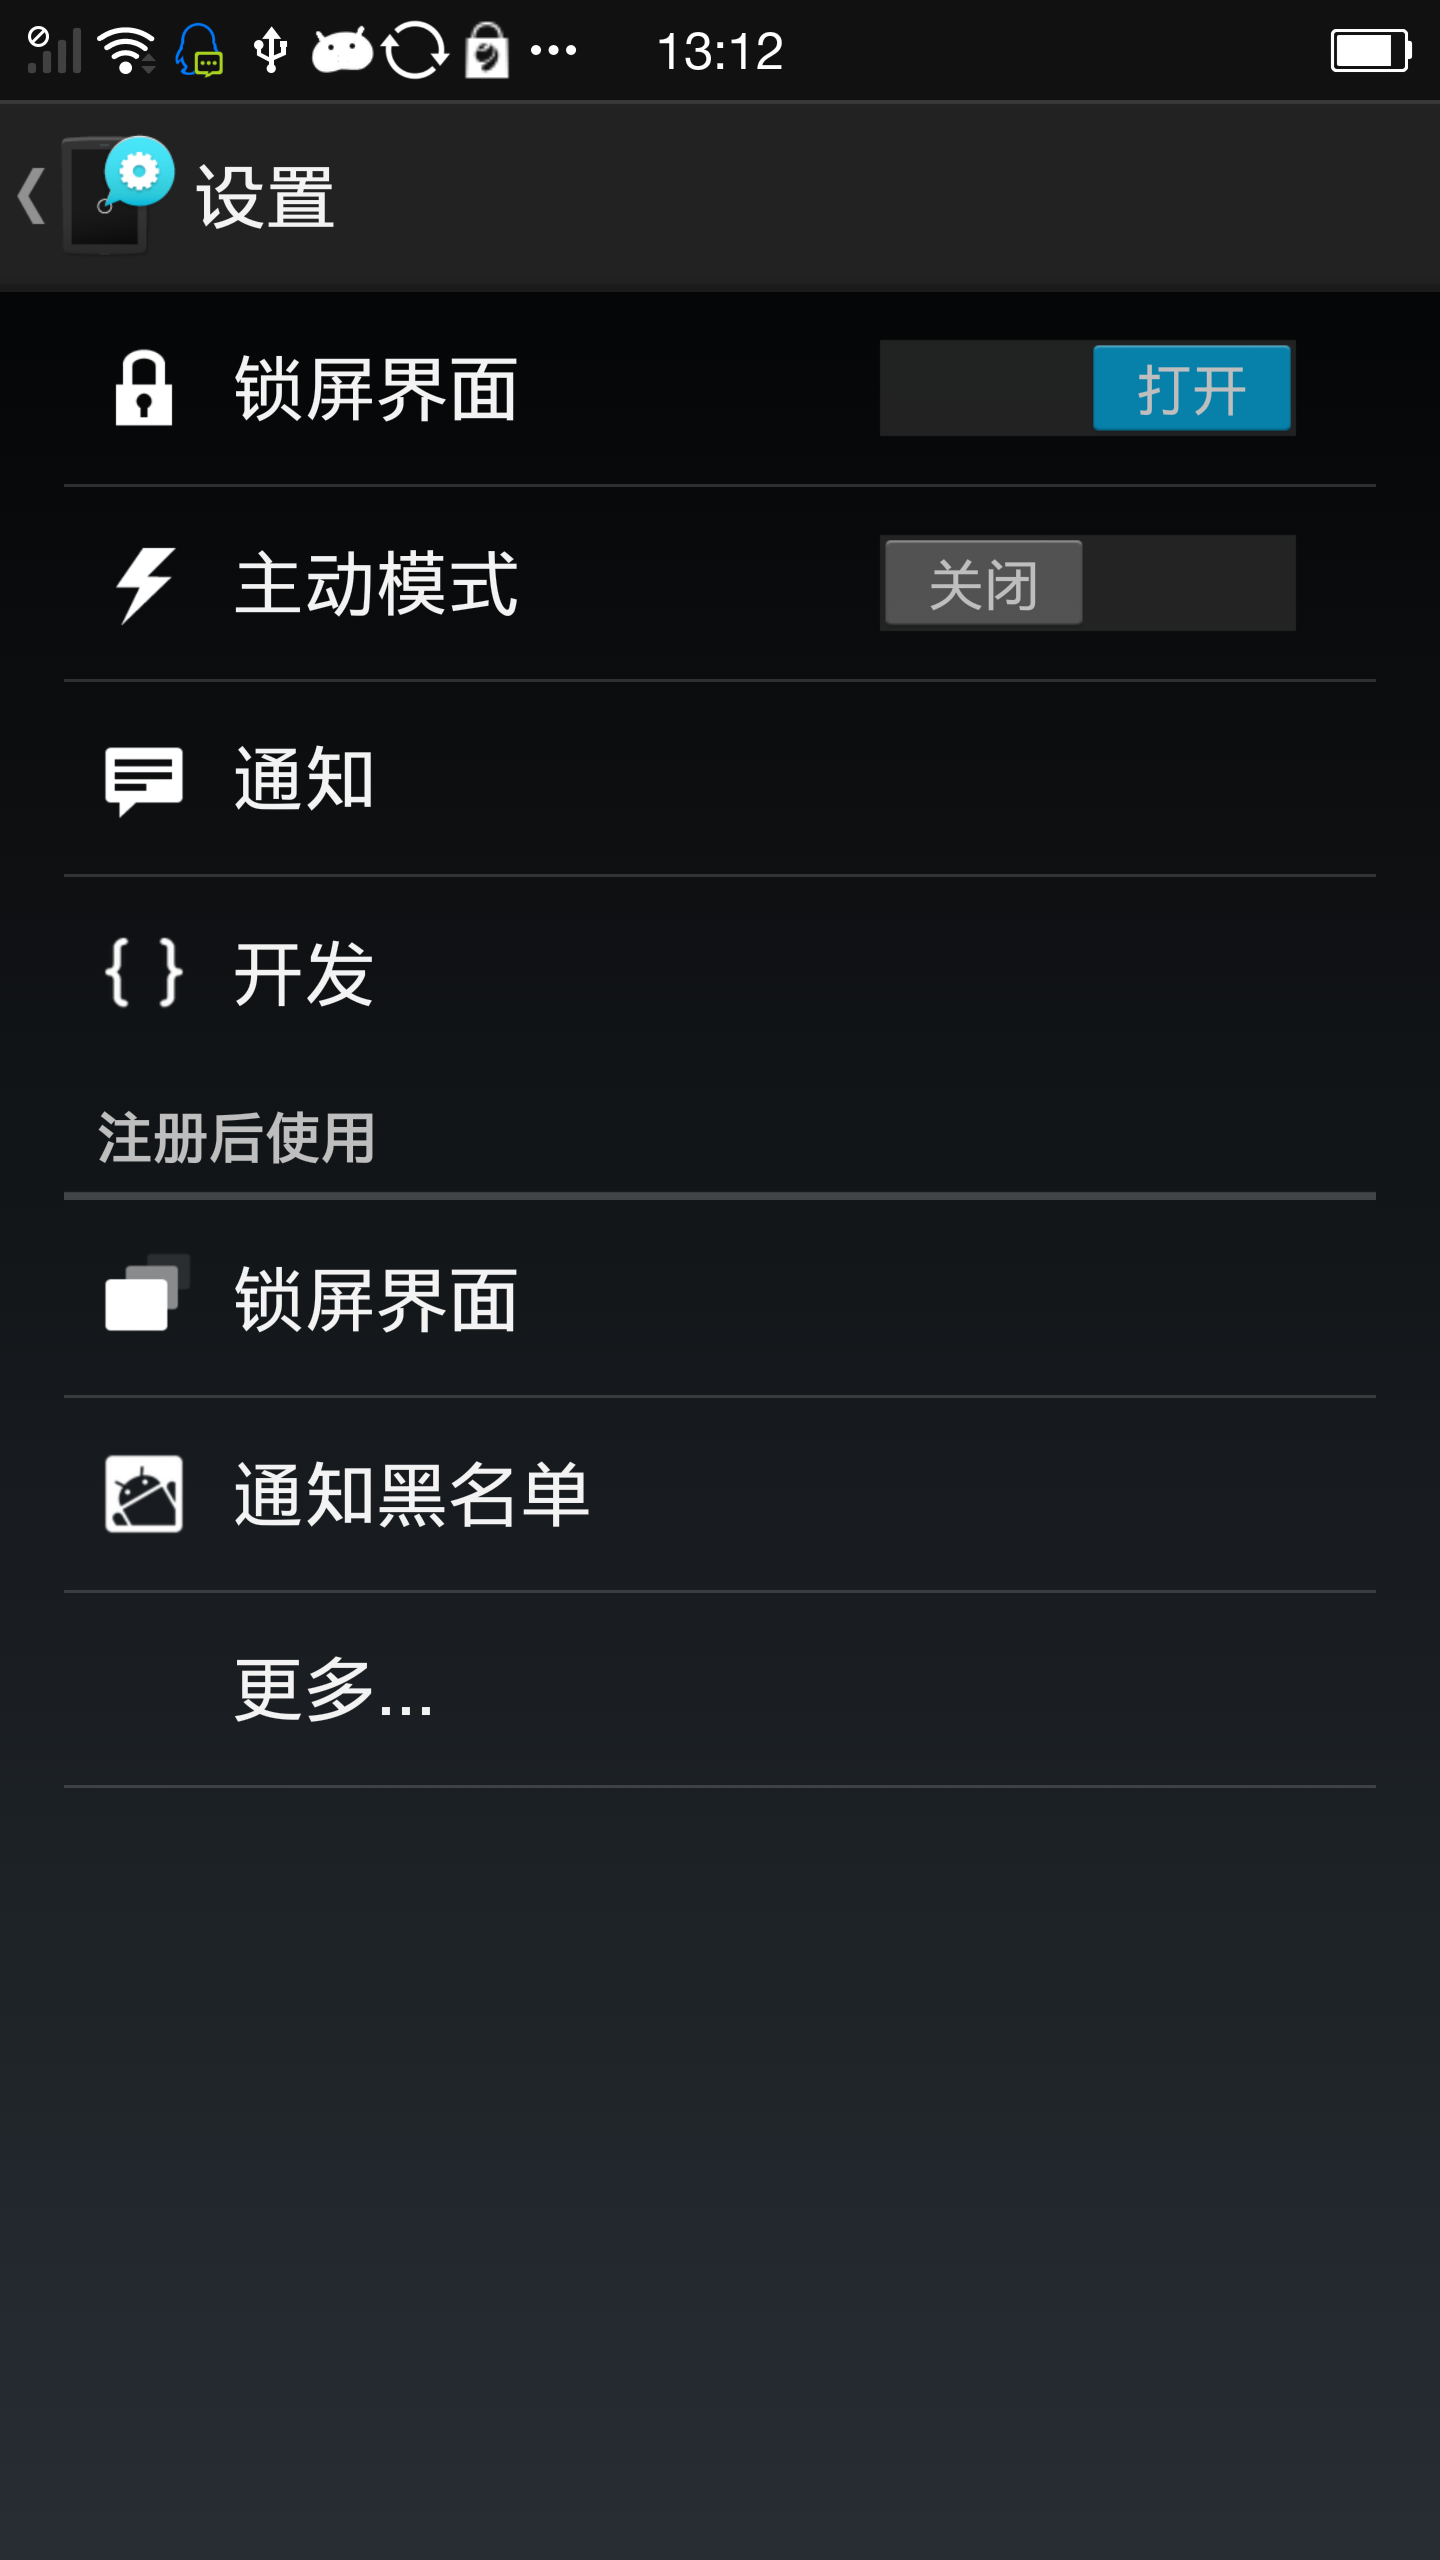 13:12
设置
锁屏界面 打开
主动模式 关闭
通知
开发
注册后使用
锁屏界面
通知黑名单
更多...